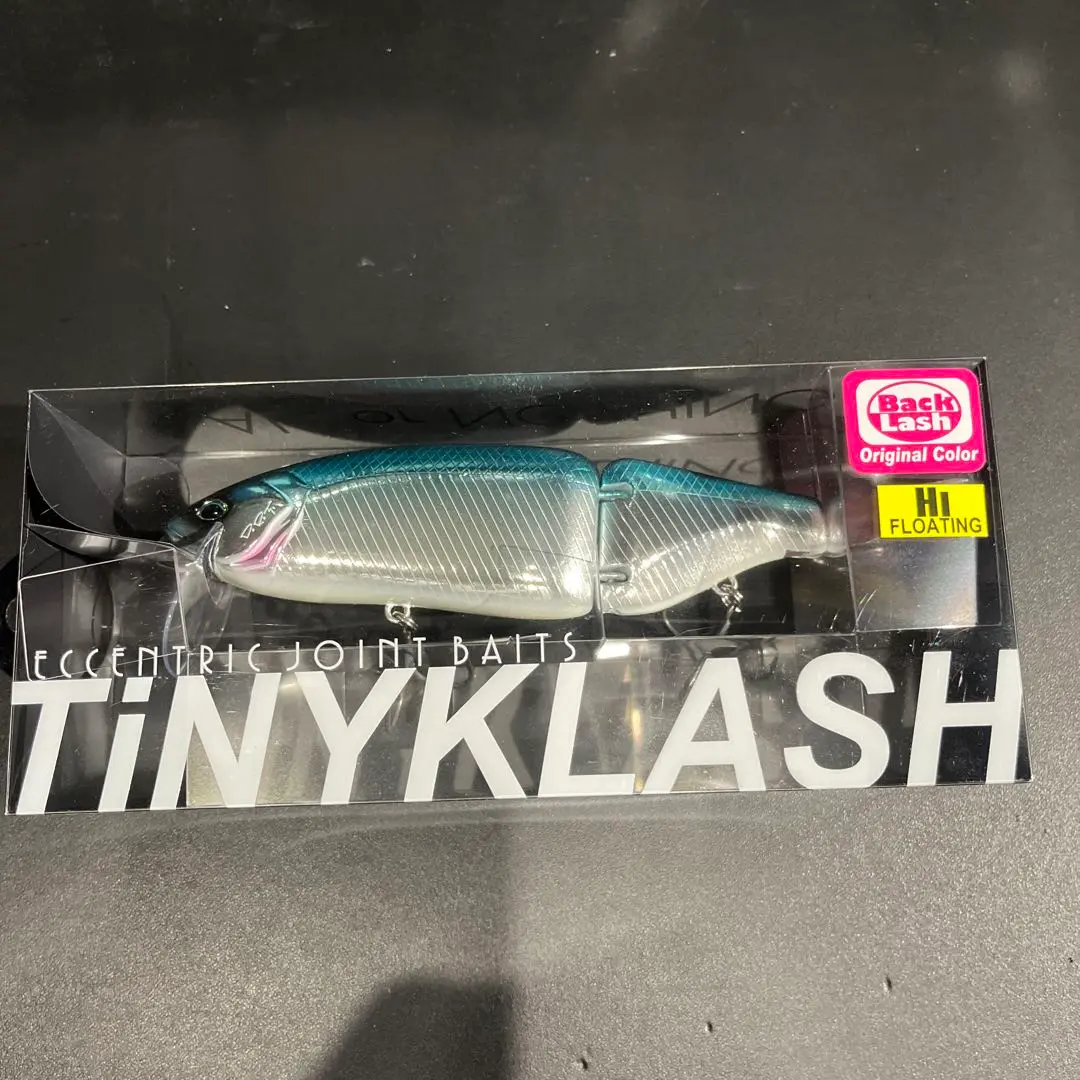 Back
Lash
Original Color
Hi
FLOATING
ECCENTRIC JOINT BAITS
TiNYKLASH